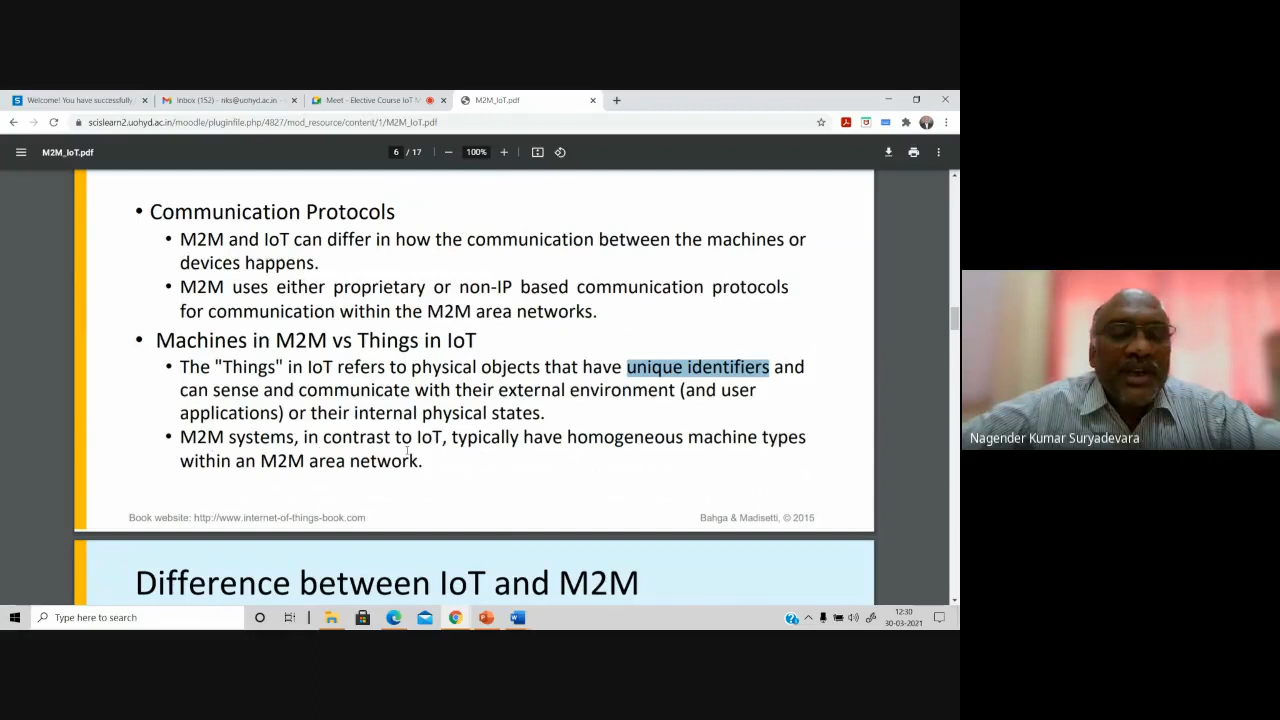 Welcome! You have successfully
Inbox (152) - nks@uohyd.ac.in -
Meet - Elective Course IoT M
M2M_IoT.pdf
scislearn2.uohyd.ac.in/moodle/pluginfile.php/4827/mod_resource/content/1/M2M_IoT.pdf
M2M_IoT.pdf
6 / 17
100%
• Communication Protocols
• M2M and IoT can differ in how the communication between the machines or
devices happens.
• M2M uses either proprietary or non-IP based communication protocols
for communication within the M2M area networks.
• Machines in M2M vs Things in IoT
• The "Things" in IoT refers to physical objects that have unique identifiers and
can sense and communicate with their external environment (and user
applications) or their internal physical states.
• M2M systems, in contrast to IoT, typically have homogeneous machine types
within an M2M area network.
Book website: http://www.internet-of-things-book.com
Bahga & Madisetti, © 2015
Difference between IoT and M2M
Type here to search
12:30
30-03-2021
Nagender Kumar Suryadevara